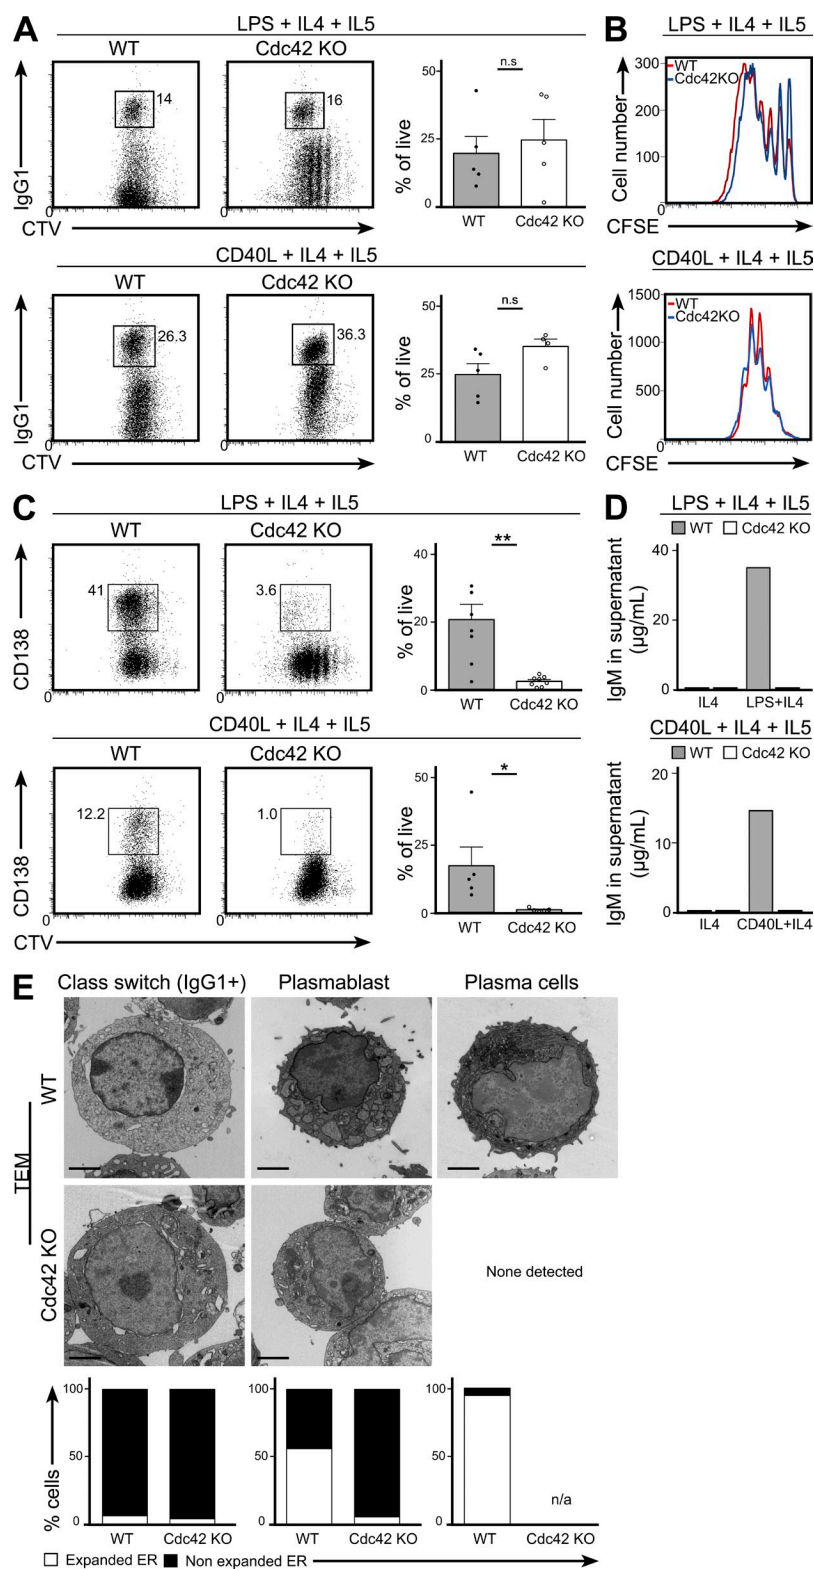 A
LPS + IL4 + IL5
WT
Cdc42 KO
IgG1
14
16
0
0
CTV
50
25
0
% of live
n.s
WT
Cdc42 KO
CD40L + IL4 + IL5
WT
Cdc42 KO
IgG1
26.3
36.3
0
0
CTV
50
25
0
% of live
n.s
WT
Cdc42 KO
B
LPS + IL4 + IL5
Cell number
300
200
100
0
WT
Cdc42KO
CFSE
CD40L + IL4 + IL5
Cell number
1500
1000
500
0
WT
Cdc42KO
CFSE
C
LPS + IL4 + IL5
WT
Cdc42 KO
CD138
41
3.6
0
0
40
20
0
% of live
**
WT
Cdc42 KO
CD40L + IL4 + IL5
WT
Cdc42 KO
CD138
12.2
1.0
0
0
CTV
50
25
0
% of live
*
WT
Cdc42 KO
D
LPS + IL4 + IL5
WT
Cdc42 KO
IgM in supernatant
(µg/mL)
40
20
0
IL4
LPS+IL4
CD40L + IL4 + IL5
WT
Cdc42 KO
IgM in supernatant
(µg/mL)
20
10
0
IL4
CD40L+IL4
E
Class switch (IgG1+)
Plasmablast
Plasma cells
TEM
WT
Cdc42 KO
None detected
% cells
100
50
0
WT
Cdc42 KO
100
50
0
WT
Cdc42 KO
100
50
0
n/a
WT
Cdc42 KO
Expanded ER
Non expanded ER